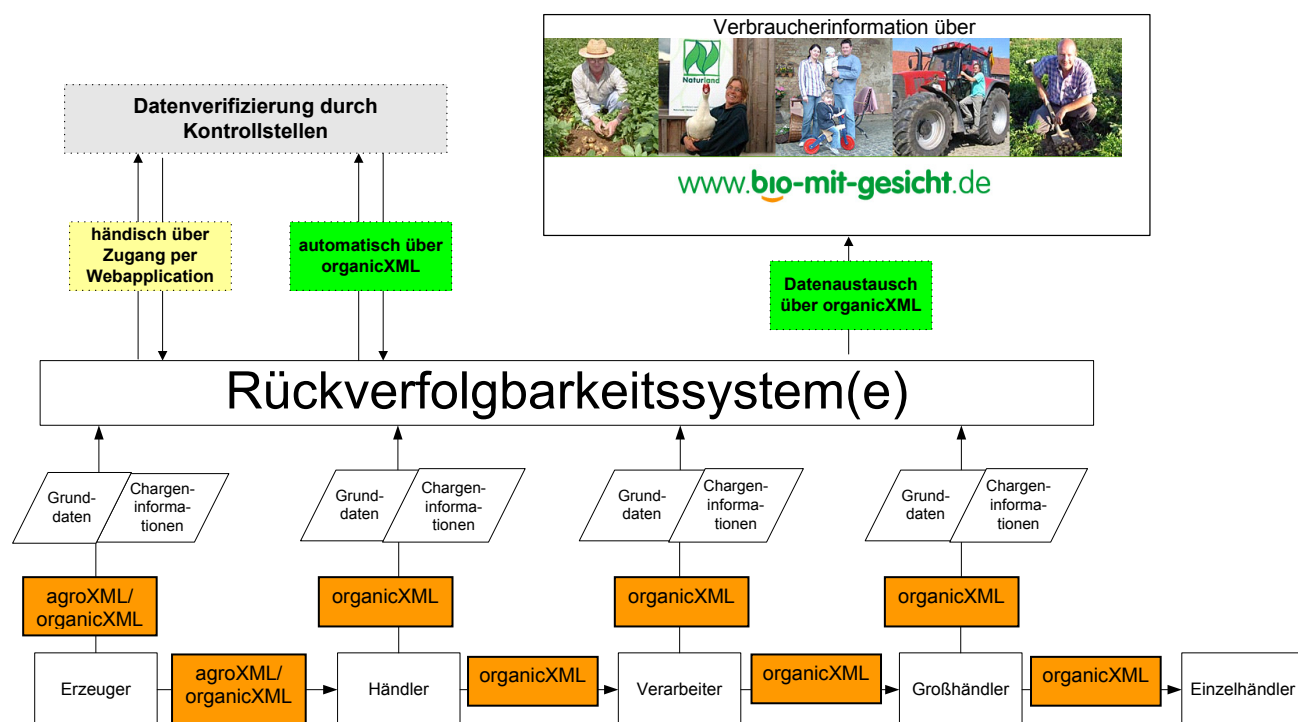 Verbraucherinformation über
Naturland
www.bio-mit-gesicht.de
Datenverifizierung durch
Kontrollstellen
händisch über
Zugang per
Webapplication
automatisch über
organicXML
Datenaustausch
über organicXML
Rückverfolgbarkeitssystem(e)
Grund-
daten
Chargen-
informa-
tionen
Grund-
daten
Chargen-
informa-
tionen
Grund-
daten
Chargen-
informa-
tionen
Grund-
daten
Chargen-
informa-
tionen
agroXML/
organicXML
organicXML
organicXML
organicXML
Erzeuger
agroXML/
organicXML
Händler
organicXML
Verarbeiter
organicXML
Großhändler
organicXML
Einzelhändler